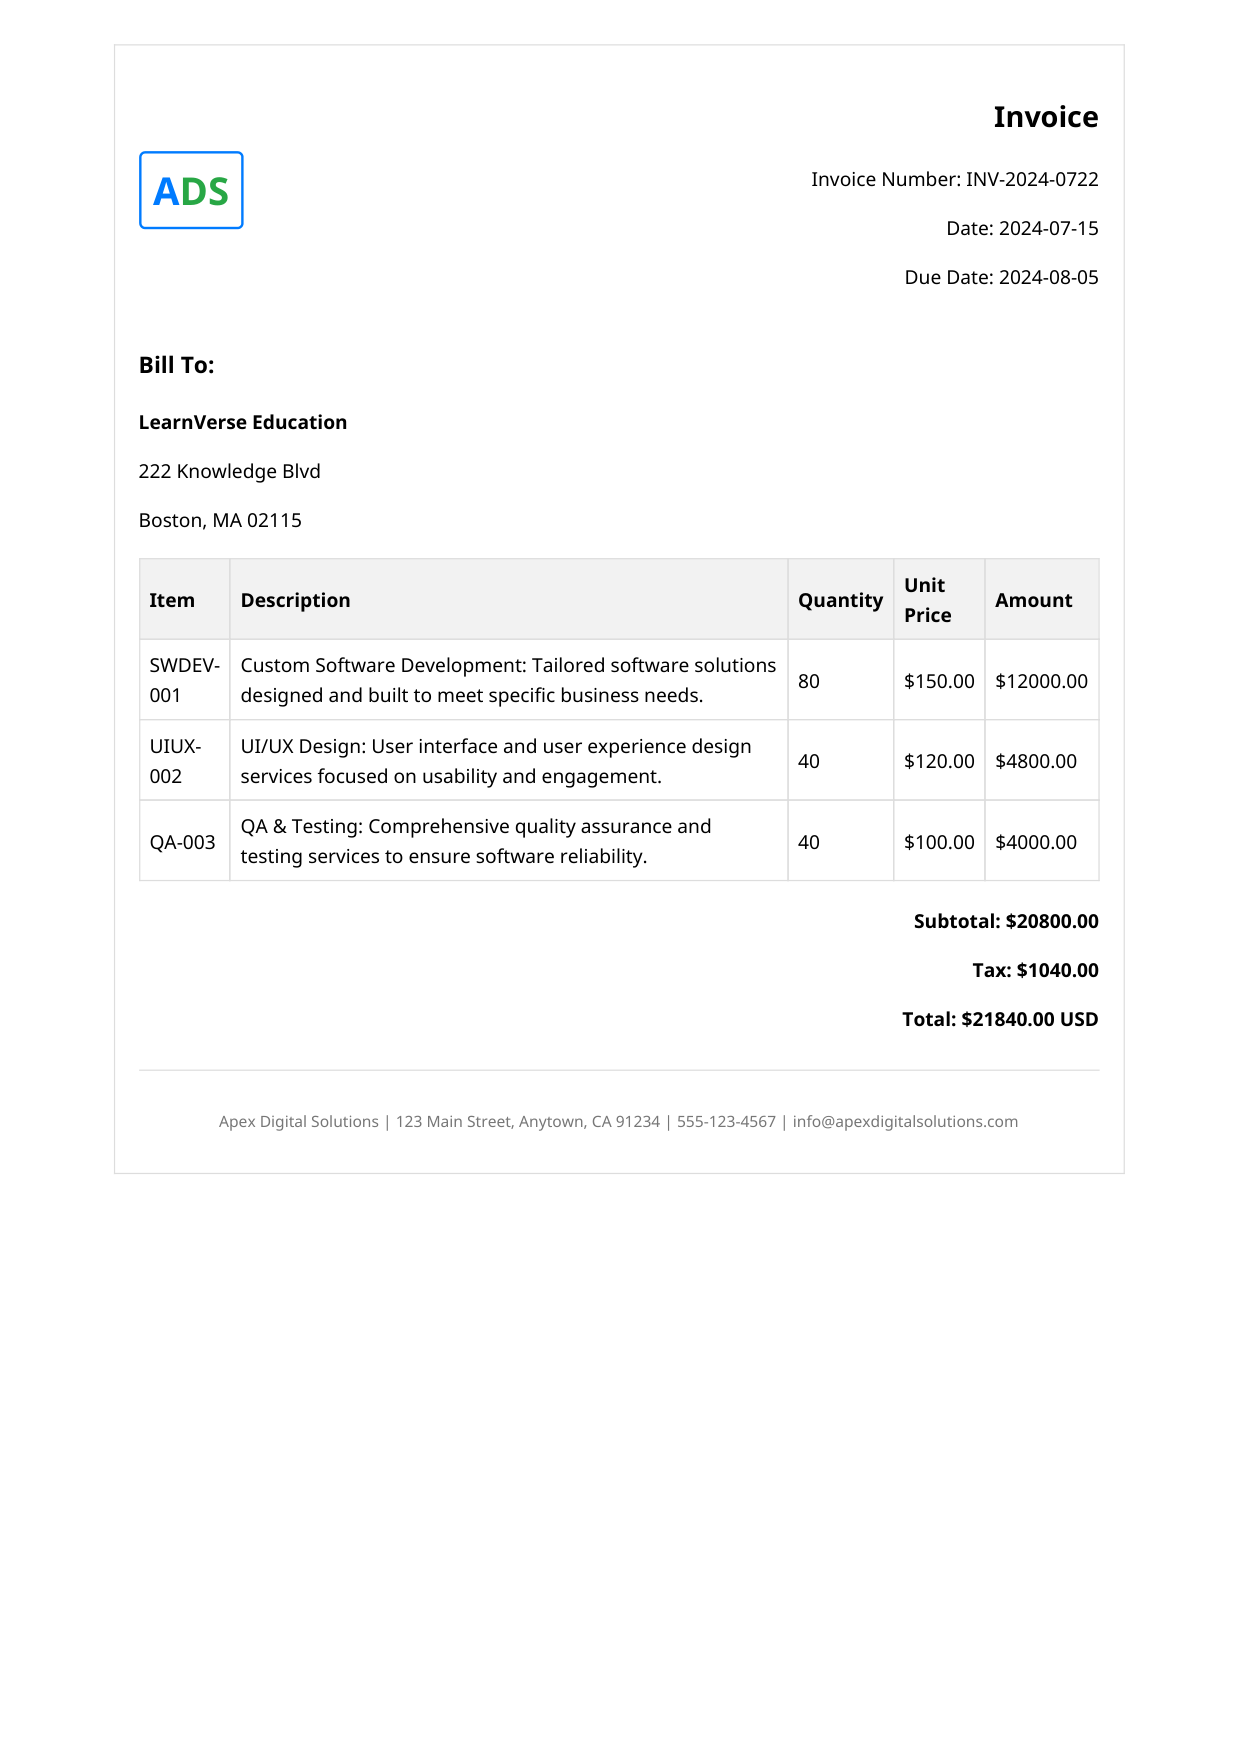 Invoice
ADS
Invoice Number: INV-2024-0722
Date: 2024-07-15
Due Date: 2024-08-05
Bill To:
LearnVerse Education
222 Knowledge Blvd
Boston, MA 02115
Item Description Quantity Unit Price Amount
SWDEV-001 Custom Software Development: Tailored software solutions designed and built to meet specific business needs. 80 $150.00 $12000.00
UIUX-002 UI/UX Design: User interface and user experience design services focused on usability and engagement. 40 $120.00 $4800.00
QA-003 QA & Testing: Comprehensive quality assurance and testing services to ensure software reliability. 40 $100.00 $4000.00
Subtotal: $20800.00
Tax: $1040.00
Total: $21840.00 USD
Apex Digital Solutions | 123 Main Street, Anytown, CA 91234 | 555-123-4567 | info@apexdigitalsolutions.com